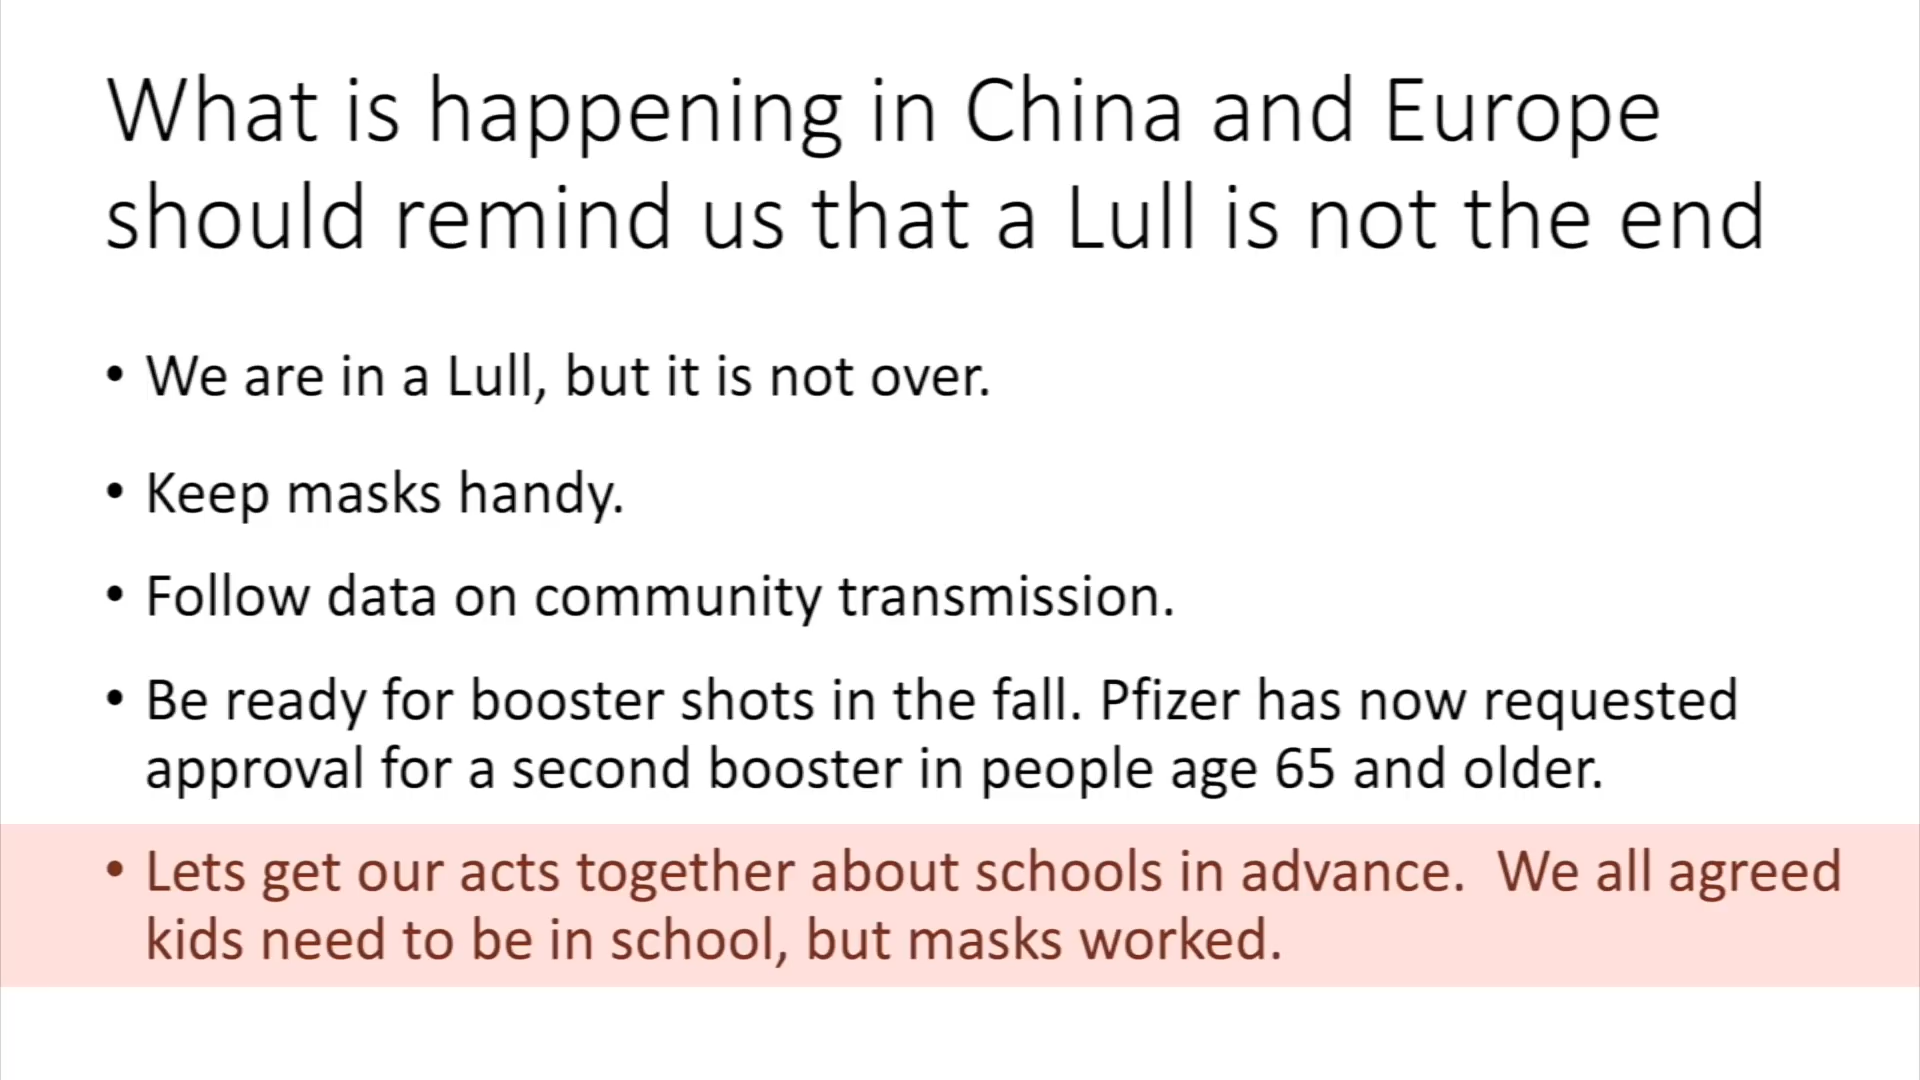 What is happening in China and Europe
should remind us that a Lull is not the end
• We are in a Lull, but it is not over.
• Keep masks handy.
• Follow data on community transmission.
• Be ready for booster shots in the fall. Pfizer has now requested
approval for a second booster in people age 65 and older.
• Lets get our acts together about schools in advance.  We all agreed
kids need to be in school, but masks worked.